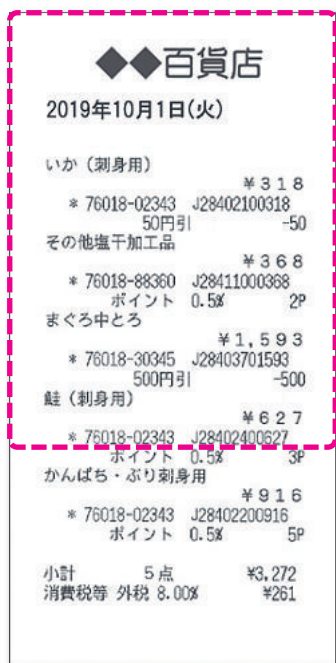 ◆◆百貨店
2019年10月1日(火)
いか（刺身用）
¥318
* 76018-02343 J28402100318
50円引 -50
その他塩干加工品
¥368
* 76018-88360 J28411000368
ポイント 0.5% 2P
まぐろ中とろ
¥1,593
* 76018-30345 J28403701593
500円引 -500
鮭（刺身用）
¥627
* 76018-02343 J28402400627
ポイント 0.5% 3P
かんぱち・ぶり刺身用
¥916
* 76018-02343 J28402200916
ポイント 0.5% 5P
小計 5点 ¥3,272
消費税等 外税 8.00% ¥261